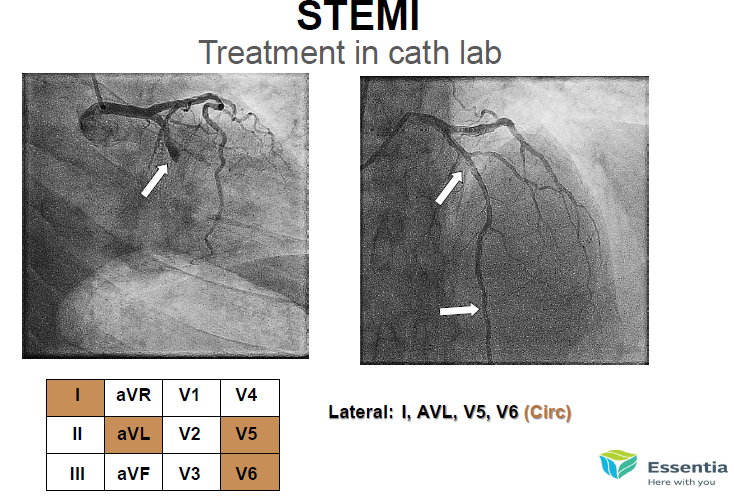 STEMI
Treatment in cath lab
I aVR V1 V4
II aVL V2 V5
III aVF V3 V6
Lateral: I, AVL, V5, V6 (Circ)
Essentia
Here with you